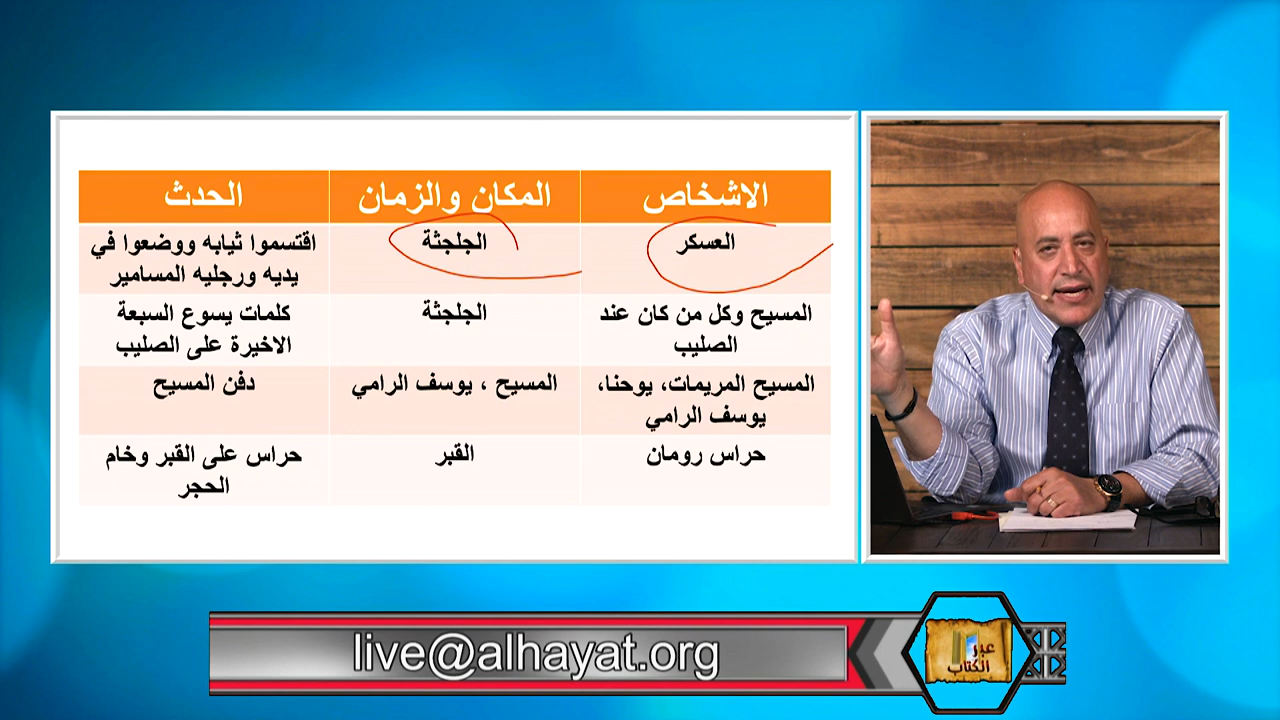 الاشخاص
المكان والزمان
الحدث
العسكر
الجلجثة
اقتسموا ثيابه ووضعوا في
يديه ورجليه المسامير
المسيح وكل من كان عند
الصليب
الجلجثة
كلمات يسوع السبعة
الاخيرة على الصليب
المسيح المريمات، يوحنا،
يوسف الرامي
المسيح ، يوسف الرامي
دفن المسيح
حراس رومان
القبر
حراس على القبر وخام
الحجر
live@alhayat.org
عبر
الكتاب